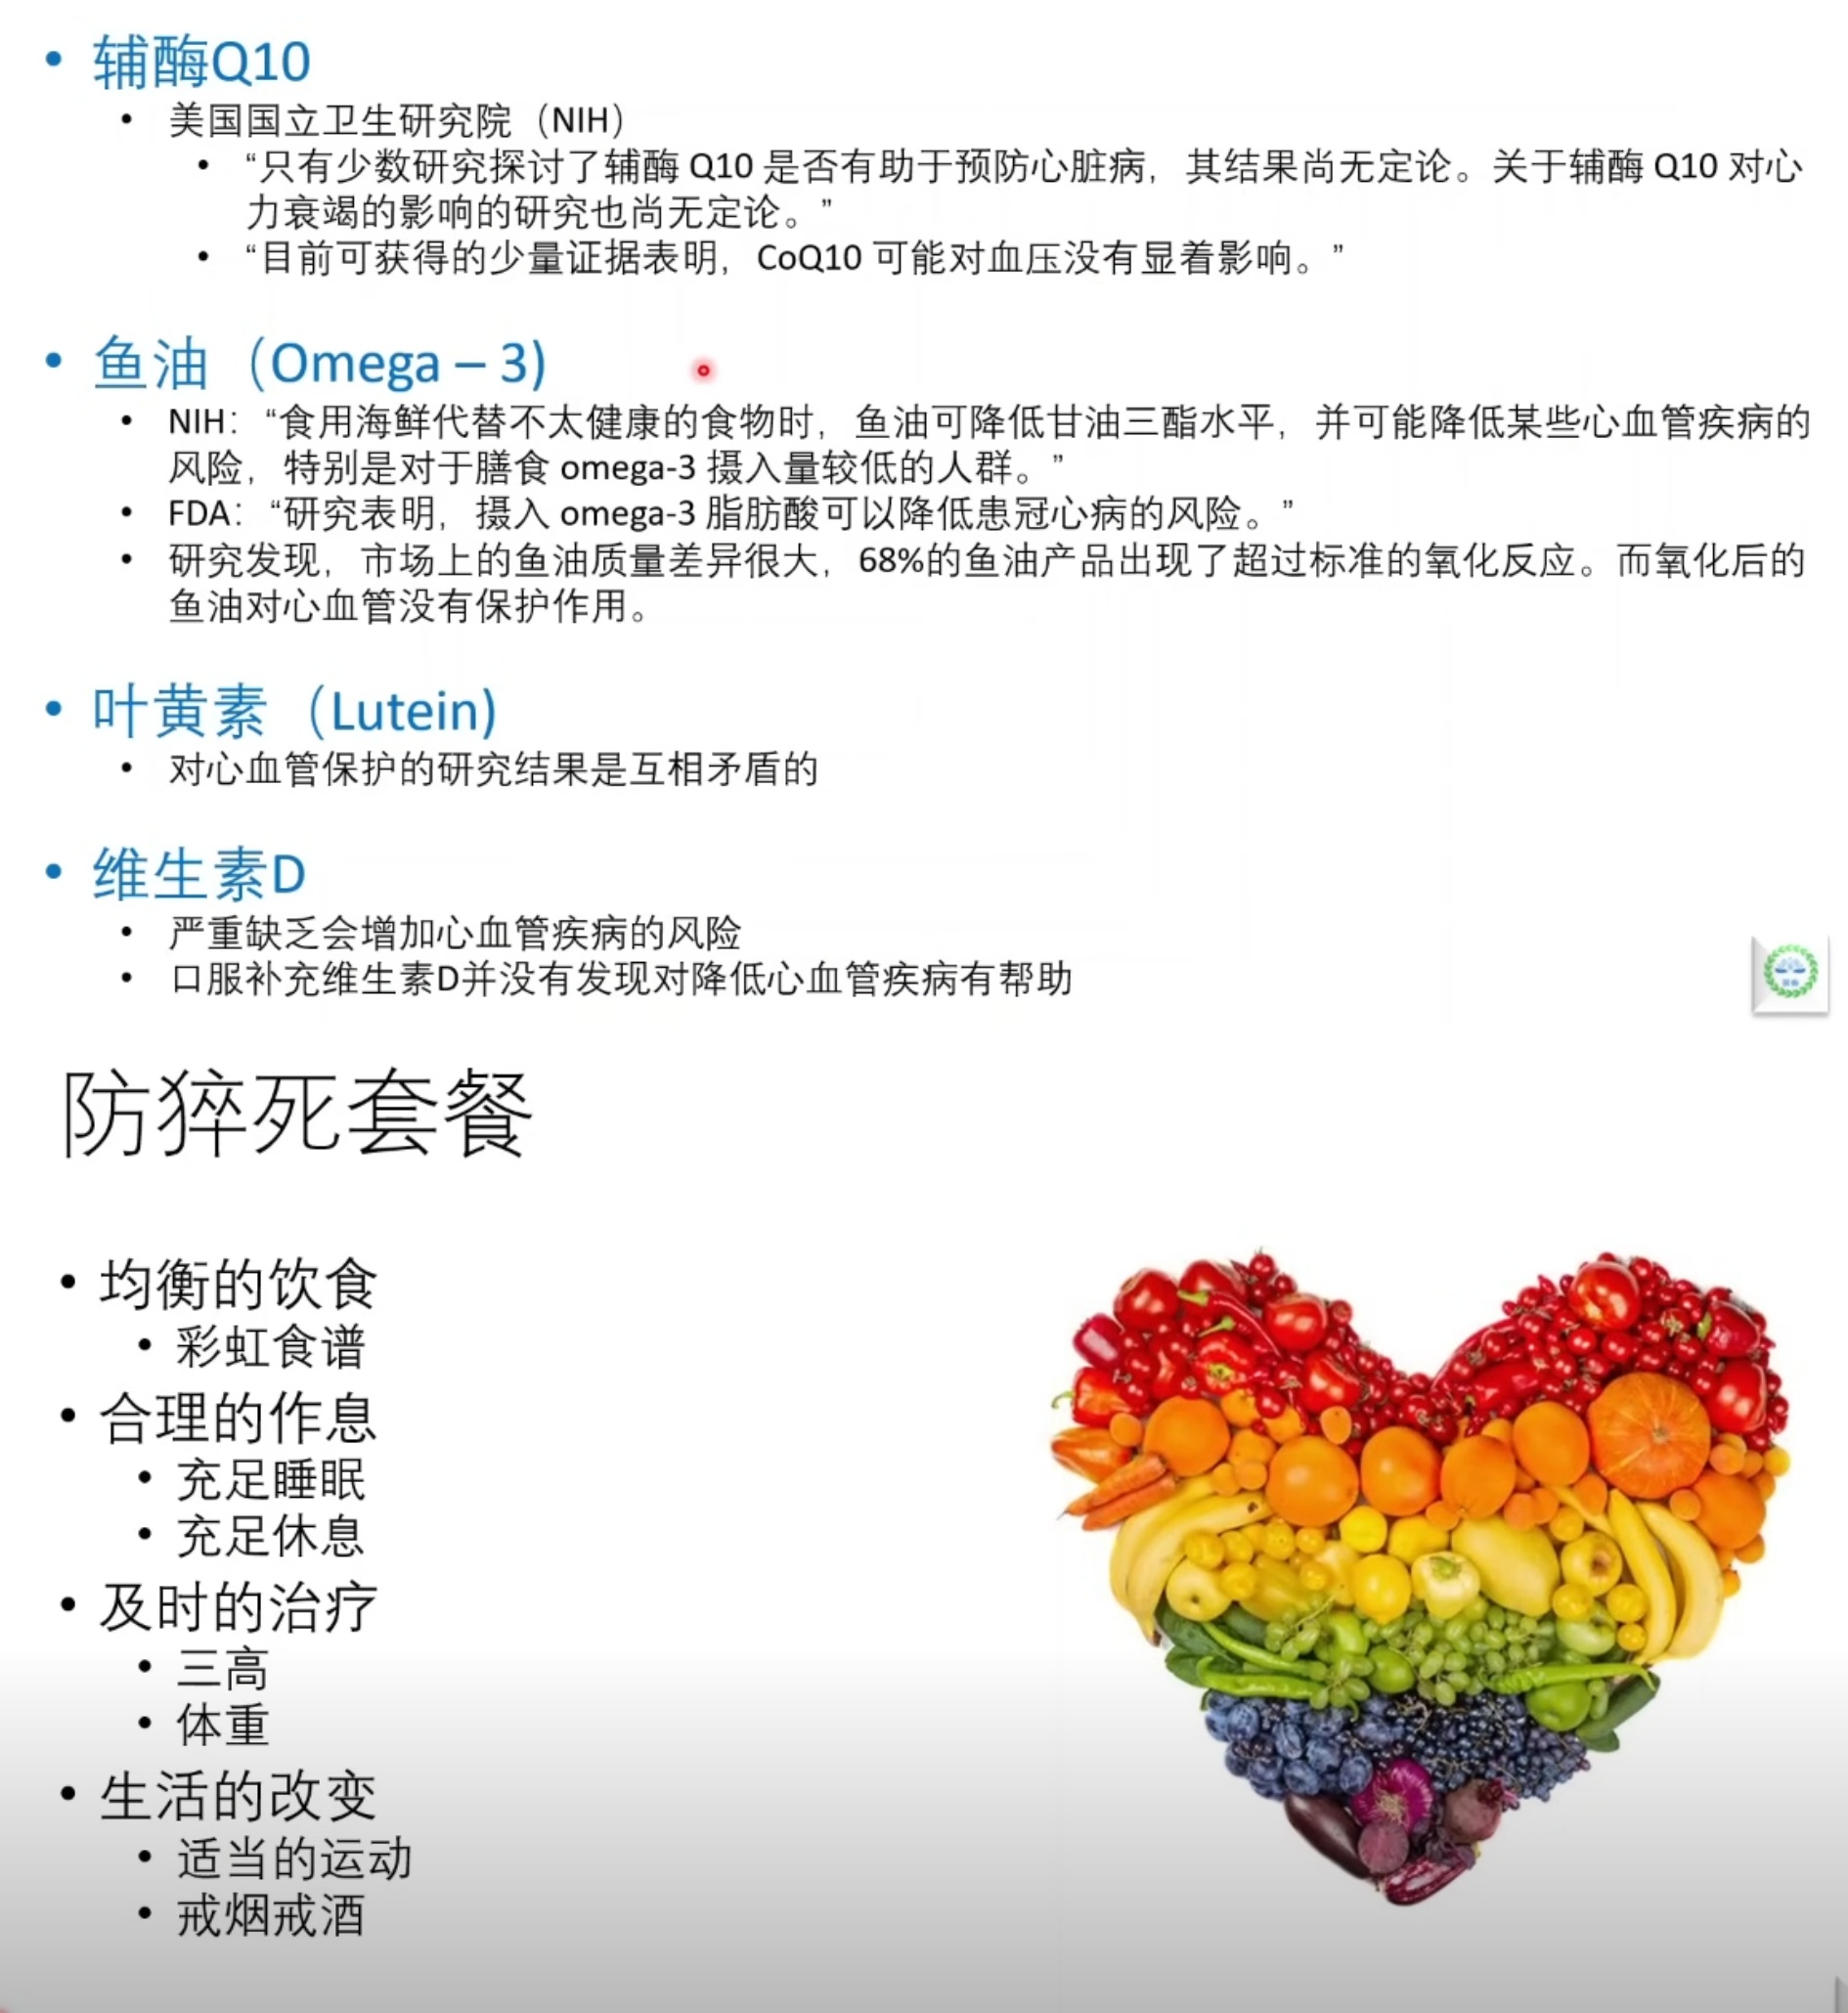 • 辅酶Q10
• 美国国立卫生研究院（NIH）
• “只有少数研究探讨了辅酶 Q10 是否有助于预防心脏病，其结果尚无定论。关于辅酶 Q10 对心
力衰竭的影响的研究也尚无定论。”
• “目前可获得的少量证据表明，CoQ10 可能对血压没有显着影响。”
• 鱼油（Omega – 3)
• NIH：“食用海鲜代替不太健康的食物时，鱼油可降低甘油三酯水平，并可能降低某些心血管疾病的
风险，特别是对于膳食 omega-3 摄入量较低的人群。”
• FDA：“研究表明，摄入 omega-3 脂肪酸可以降低患冠心病的风险。”
• 研究发现，市场上的鱼油质量差异很大，68%的鱼油产品出现了超过标准的氧化反应。而氧化后的
鱼油对心血管没有保护作用。
• 叶黄素（Lutein)
• 对心血管保护的研究结果是互相矛盾的
• 维生素D
• 严重缺乏会增加心血管疾病的风险
• 口服补充维生素D并没有发现对降低心血管疾病有帮助
防猝死套餐
• 均衡的饮食
• 彩虹食谱
• 合理的作息
• 充足睡眠
• 充足休息
• 及时的治疗
• 三高
• 体重
• 生活的改变
• 适当的运动
• 戒烟戒酒